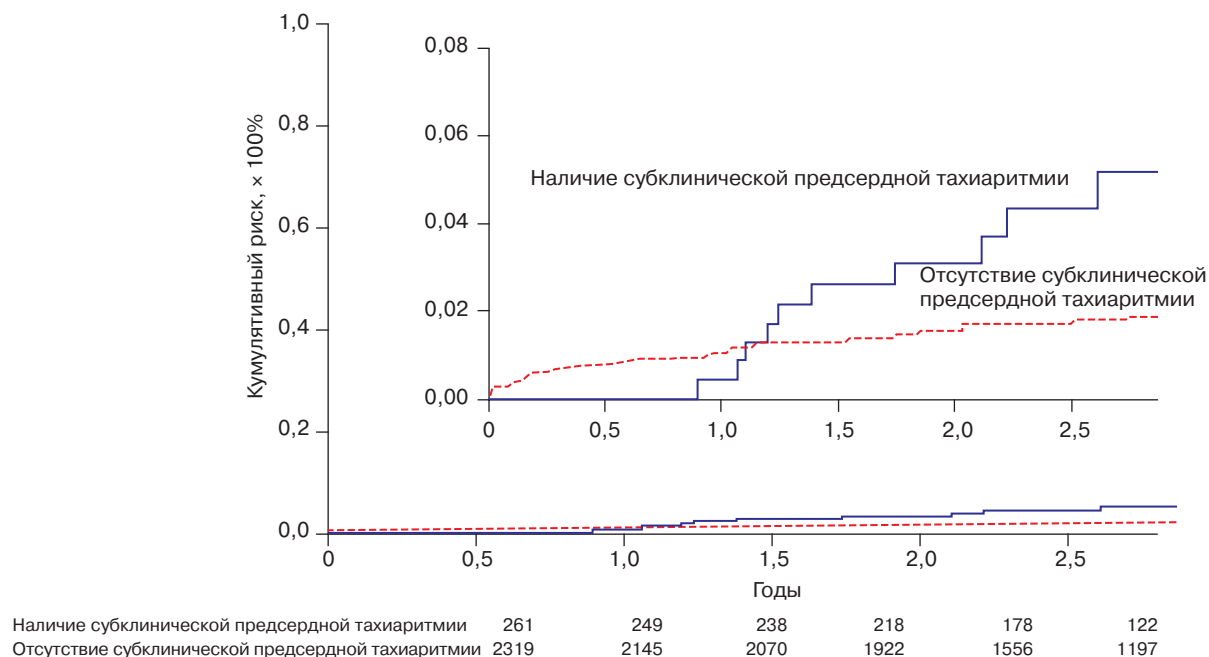 1,0
0,8
0,6
0,4
0,2
0,0
Кумулятивный риск, × 100%
0,08
0,06
0,04
0,02
0,00
Наличие субклинической предсердной тахиаритмии
Отсутствие субклинической
предсердной тахиаритмии
0 0,5 1,0 1,5 2,0 2,5
0 0,5 1,0 1,5 2,0 2,5
Годы
Наличие субклинической предсердной тахиаритмии 261 249 238 218 178 122
Отсутствие субклинической предсердной тахиаритмии 2319 2145 2070 1922 1556 1197